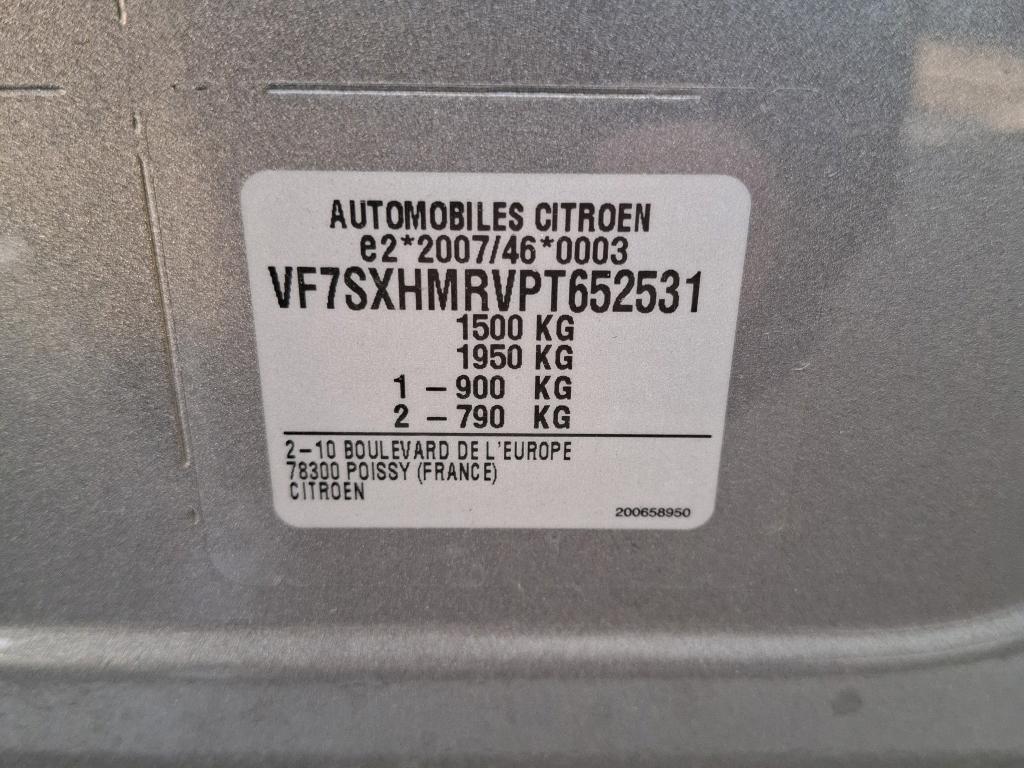 AUTOMOBILES CITROEN
e2*2007/46*0003
VF7SXHMRVPT652531
1500 KG
1950 KG
1 – 900 KG
2 – 790 KG
2–10 BOULEVARD DE L'EUROPE
78300 POISSY (FRANCE)
CITROEN
200658950